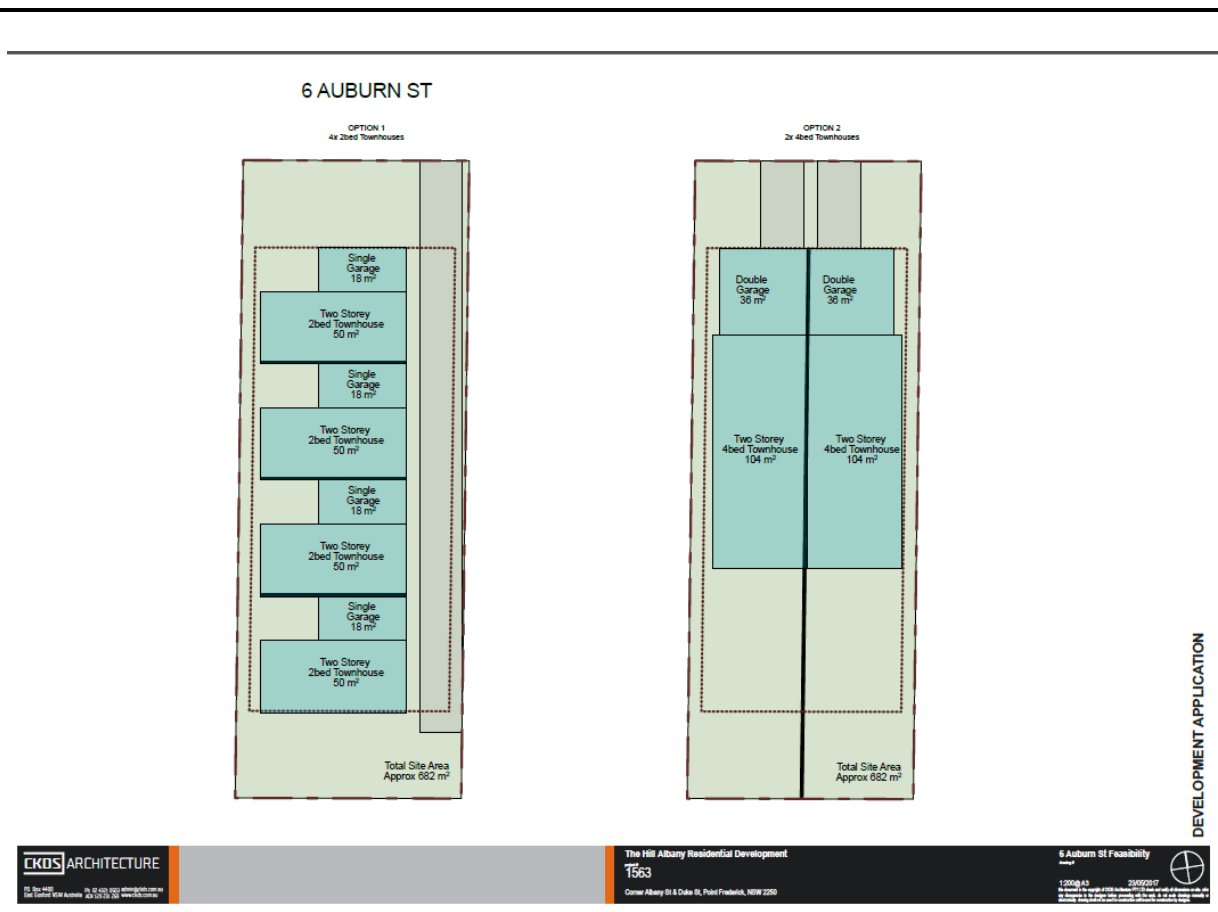 6 AUBURN ST
OPTION 1
4x 2bed Townhouses
Single
Garage
18 m²
Two Storey
2bed Townhouse
50 m²
Single
Garage
18 m²
Two Storey
2bed Townhouse
50 m²
Single
Garage
18 m²
Two Storey
2bed Townhouse
50 m²
Single
Garage
18 m²
Two Storey
2bed Townhouse
50 m²
Total Site Area
Approx 682 m²
OPTION 2
2x 4bed Townhouses
Double
Garage
36 m²
Double
Garage
36 m²
Two Storey
4bed Townhouse
104 m²
Two Storey
4bed Townhouse
104 m²
Total Site Area
Approx 682 m²
DEVELOPMENT APPLICATION
CKDS ARCHITECTURE
The Hill Albany Residential Development
1563
Corner Albany St & Duke St, Point Frederick, NSW 2250
6 Auburn St Feasibility
1:200@A3 23/05/2017